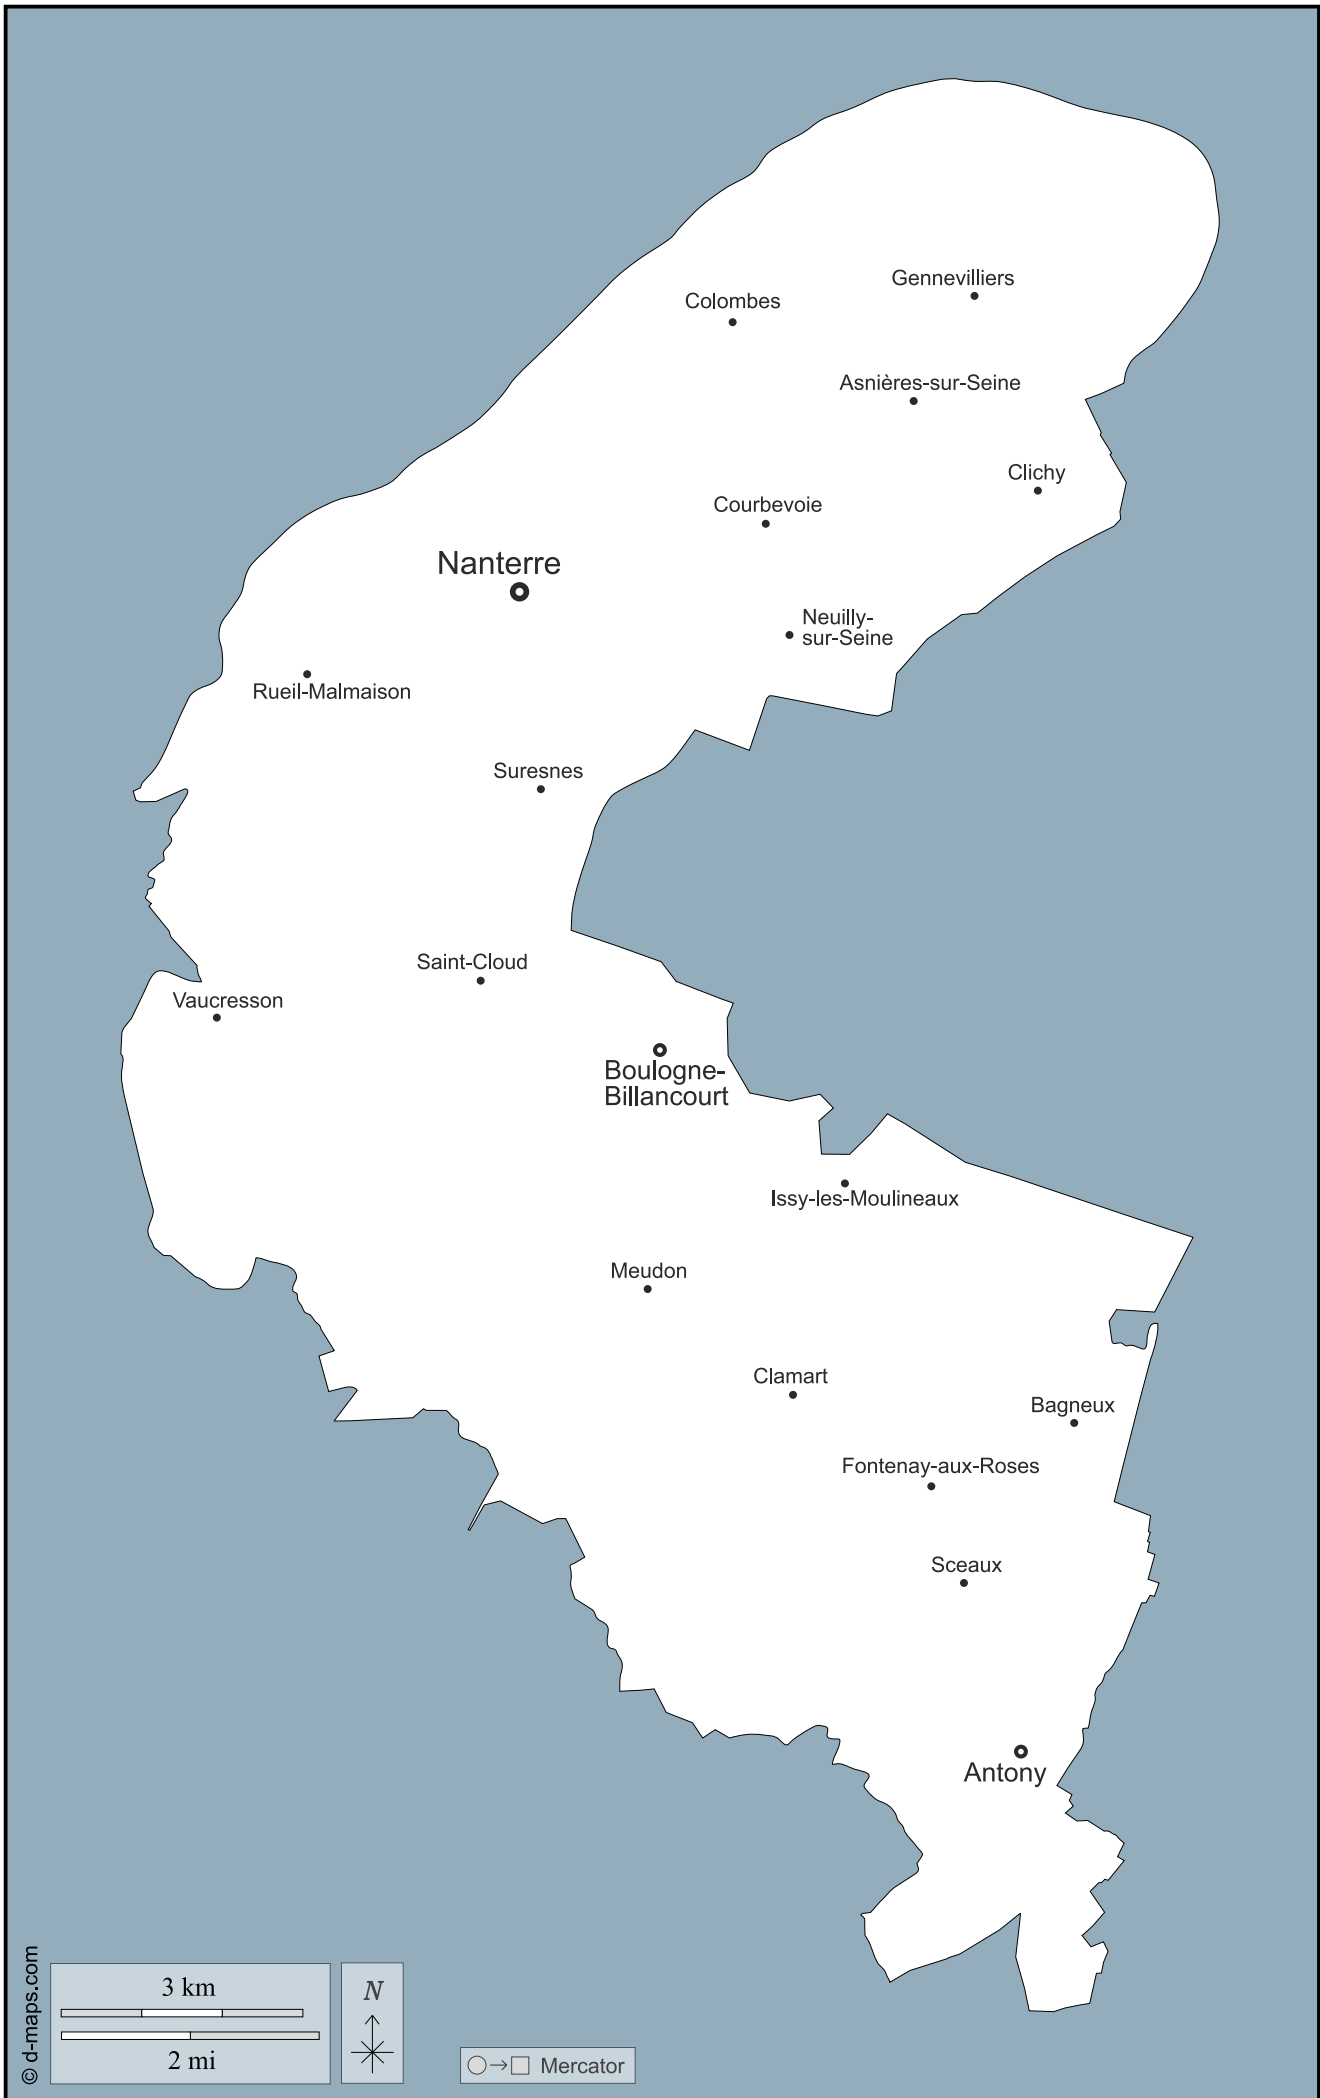 Gennevilliers
Colombes
Asnières-sur-Seine
Clichy
Courbevoie
Nanterre
Neuilly-
sur-Seine
Rueil-Malmaison
Suresnes
Saint-Cloud
Vaucresson
Boulogne-
Billancourt
Issy-les-Moulineaux
Meudon
Clamart
Bagneux
Fontenay-aux-Roses
Sceaux
Antony
© d-maps.com
3 km
2 mi
N
Mercator